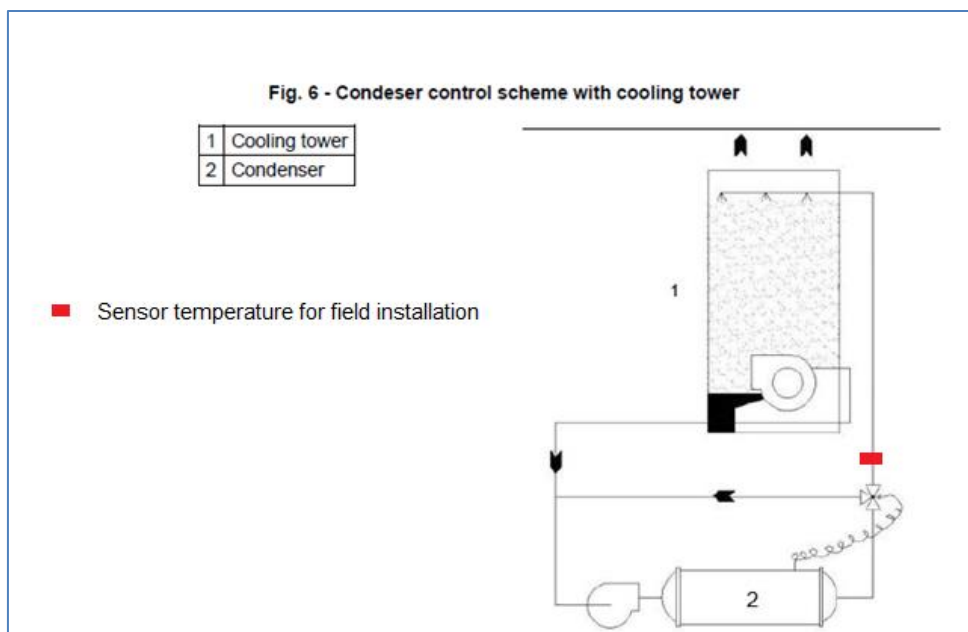 Fig. 6 - Condeser control scheme with cooling tower
1 Cooling tower
2 Condenser
1
Sensor temperature for field installation
2